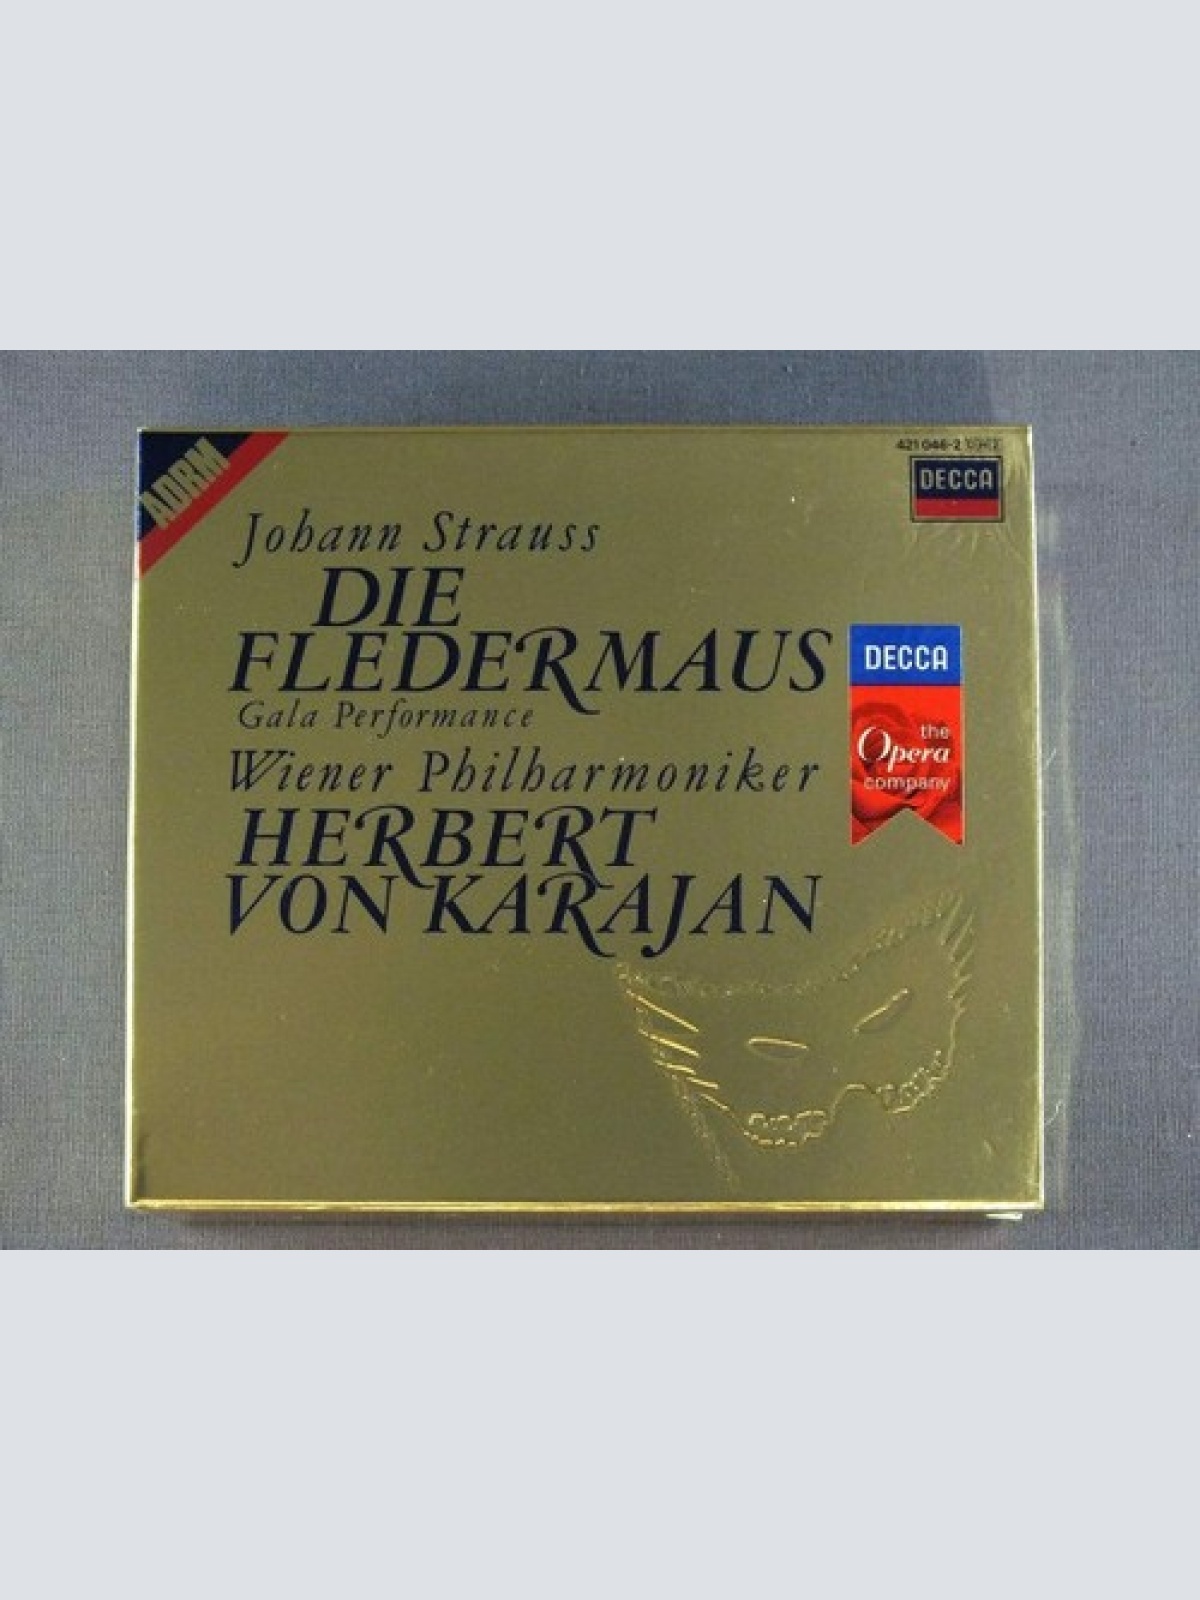 ADRM
421 046-2
DECCA
Johann Strauss
DIE
FLEDERMAUS
Gala Performance
Wiener Philharmoniker
HERBERT
VON KARAJAN
DECCA
the
Opera
company